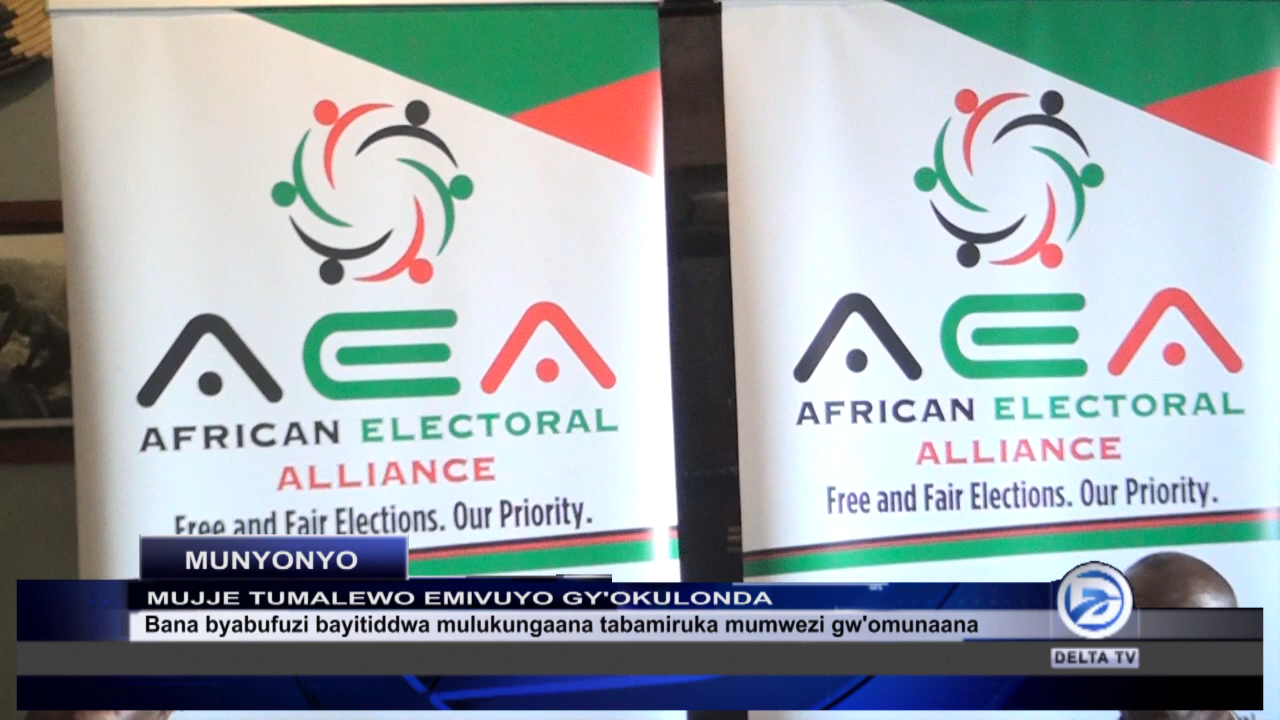 AEA
AFRICAN ELECTORAL
ALLIANCE
Free and Fair Elections. Our Priority.
AEA
AFRICAN ELECTORAL
ALLIANCE
Free and Fair Elections. Our Priority.
MUNYONYO
MUJJE TUMALEWO EMIVUYO GY'OKULONDA
Bana byabufuzi bayitiddwa mulukungaana tabamiruka mumwezi gw'omunaana
DELTA TV